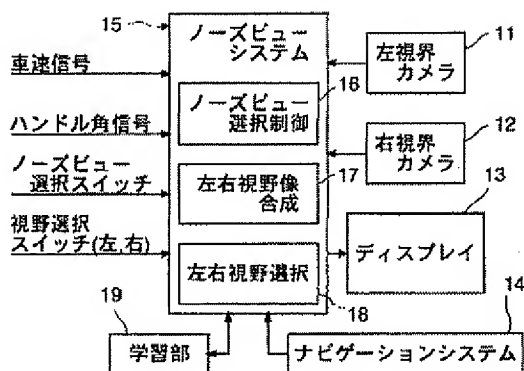 15
ノーズビュー
システム
11
左視界
カメラ
車速信号
ノーズビュー
選択制御
16
ハンドル角信号
12
右視界
カメラ
ノーズビュー
選択スイッチ
左右視野像
合成
17
13
視野選択
スイッチ(左,右)
ディスプレイ
左右視野選択
18
14
19
学習部
ナビゲーションシステム